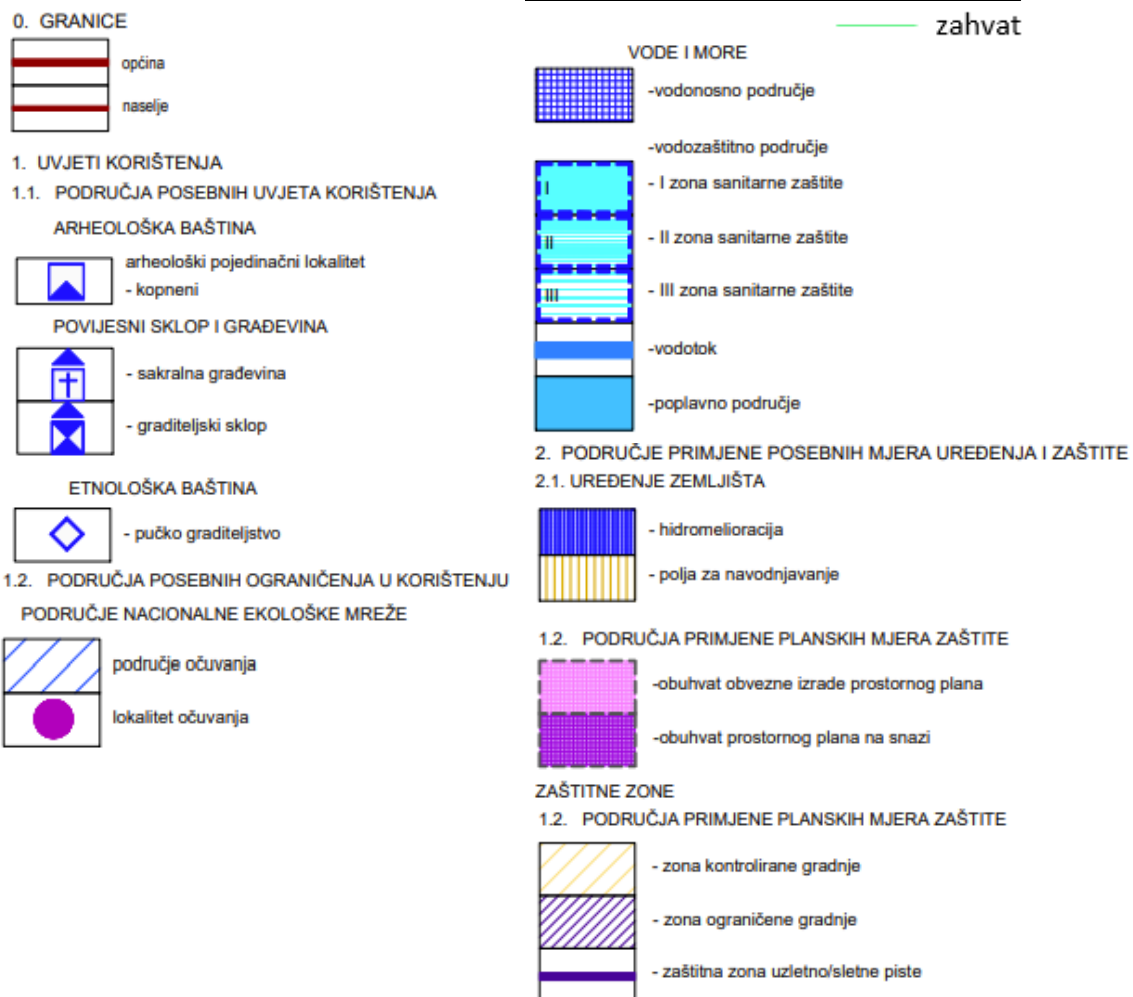 0. GRANICE
općina
naselje
1. UVJETI KORIŠTENJA
1.1. PODRUČJA POSEBNIH UVJETA KORIŠTENJA
ARHEOLOŠKA BAŠTINA
arheološki pojedinačni lokalitet
- kopneni
POVIJESNI SKLOP I GRAĐEVINA
- sakralna građevina
- graditeljski sklop
ETNOLOŠKA BAŠTINA
- pučko graditeljstvo
1.2. PODRUČJA POSEBNIH OGRANIČENJA U KORIŠTENJU
PODRUČJE NACIONALNE EKOLOŠKE MREŽE
područje očuvanja
lokalitet očuvanja
zahvat
VODE I MORE
-vodonosno područje
-vodozaštitno područje
I - I zona sanitarne zaštite
II - II zona sanitarne zaštite
III - III zona sanitarne zaštite
-vodotok
-poplavno područje
2. PODRUČJE PRIMJENE POSEBNIH MJERA UREĐENJA I ZAŠTITE
2.1. UREĐENJE ZEMLJIŠTA
- hidromelioracija
- polja za navodnjavanje
1.2. PODRUČJA PRIMJENE PLANSKIH MJERA ZAŠTITE
-obuhvat obvezne izrade prostornog plana
-obuhvat prostornog plana na snazi
ZAŠTITNE ZONE
1.2. PODRUČJA PRIMJENE PLANSKIH MJERA ZAŠTITE
- zona kontrolirane gradnje
- zona ograničene gradnje
- zaštitna zona uzletno/sletne piste